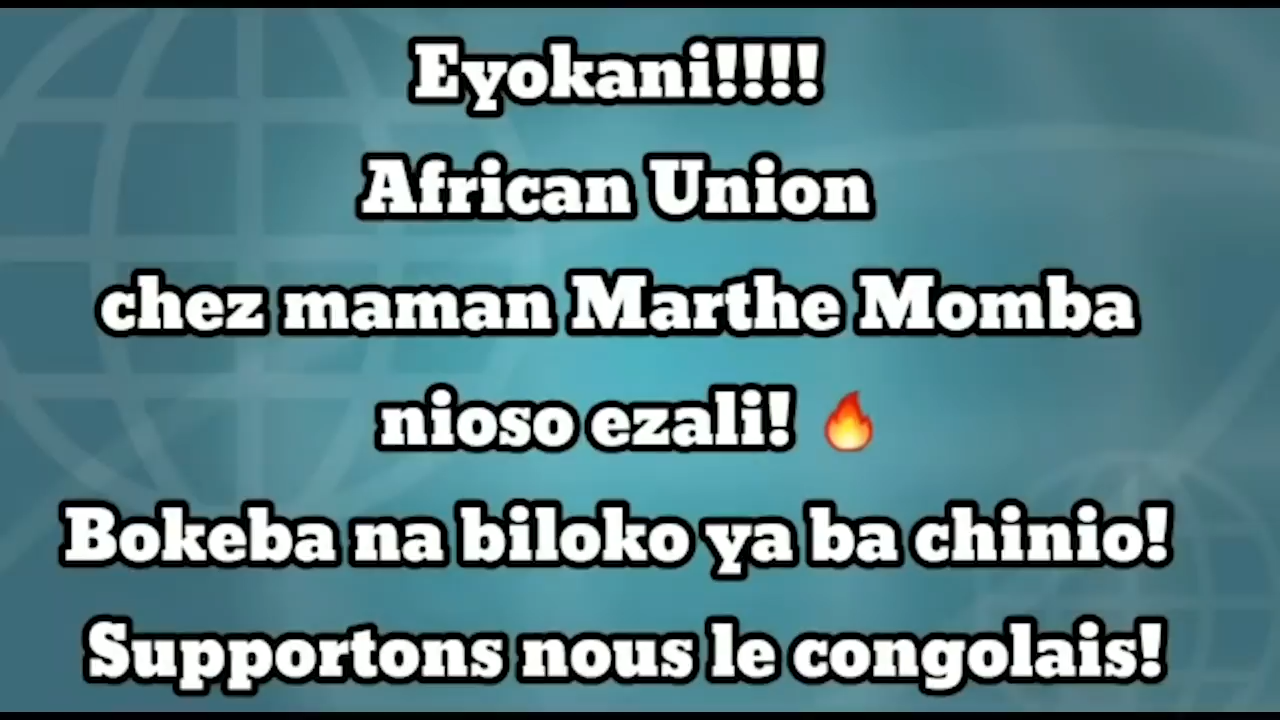 Eyokani!!!!
African Union
chez maman Marthe Momba
nioso ezali! 🔥
Bokeba na biloko ya ba chinio!
Supportons nous le congolais!